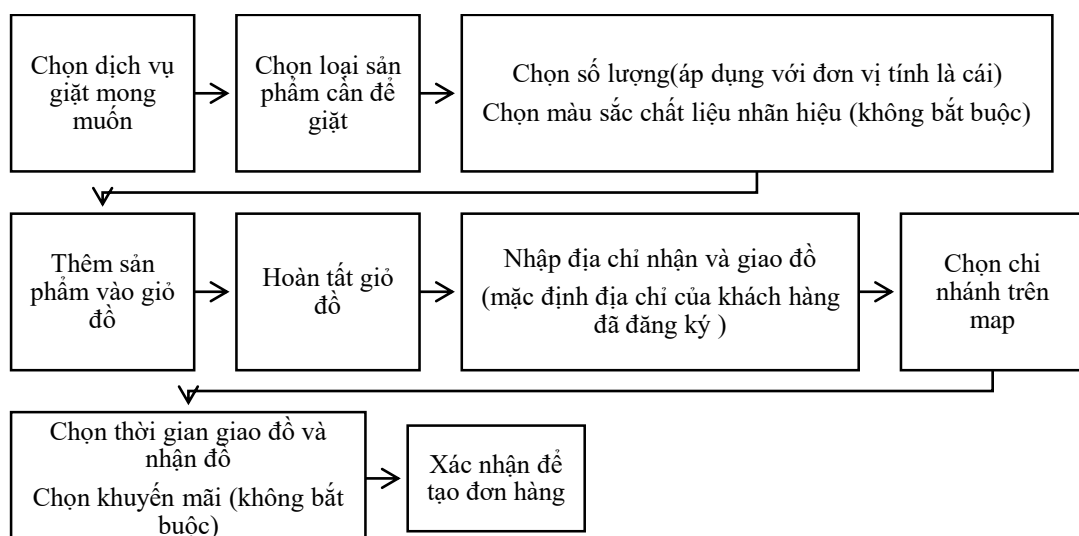 Chọn dịch vụ
giặt mong
muốn
Chọn loại sản
phẩm cần để
giặt
Chọn số lượng(áp dụng với đơn vị tính là cái)
Chọn màu sắc chất liệu nhãn hiệu (không bắt buộc)
Thêm sản
phẩm vào giỏ
đồ
Hoàn tất giỏ
đồ
Nhập địa chỉ nhận và giao đồ
(mặc định địa chỉ của khách hàng
đã đăng ký )
Chọn chi
nhánh trên
map
Chọn thời gian giao đồ và
nhận đồ
Chọn khuyến mãi (không bắt
buộc)
Xác nhận để
tạo đơn hàng